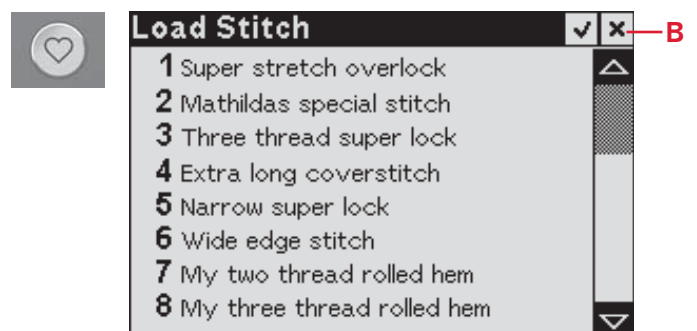 Load Stitch
B
1 Super stretch overlock
2 Mathildas special stitch
3 Three thread super lock
4 Extra long coverstitch
5 Narrow super lock
6 Wide edge stitch
7 My two thread rolled hem
8 My three thread rolled hem